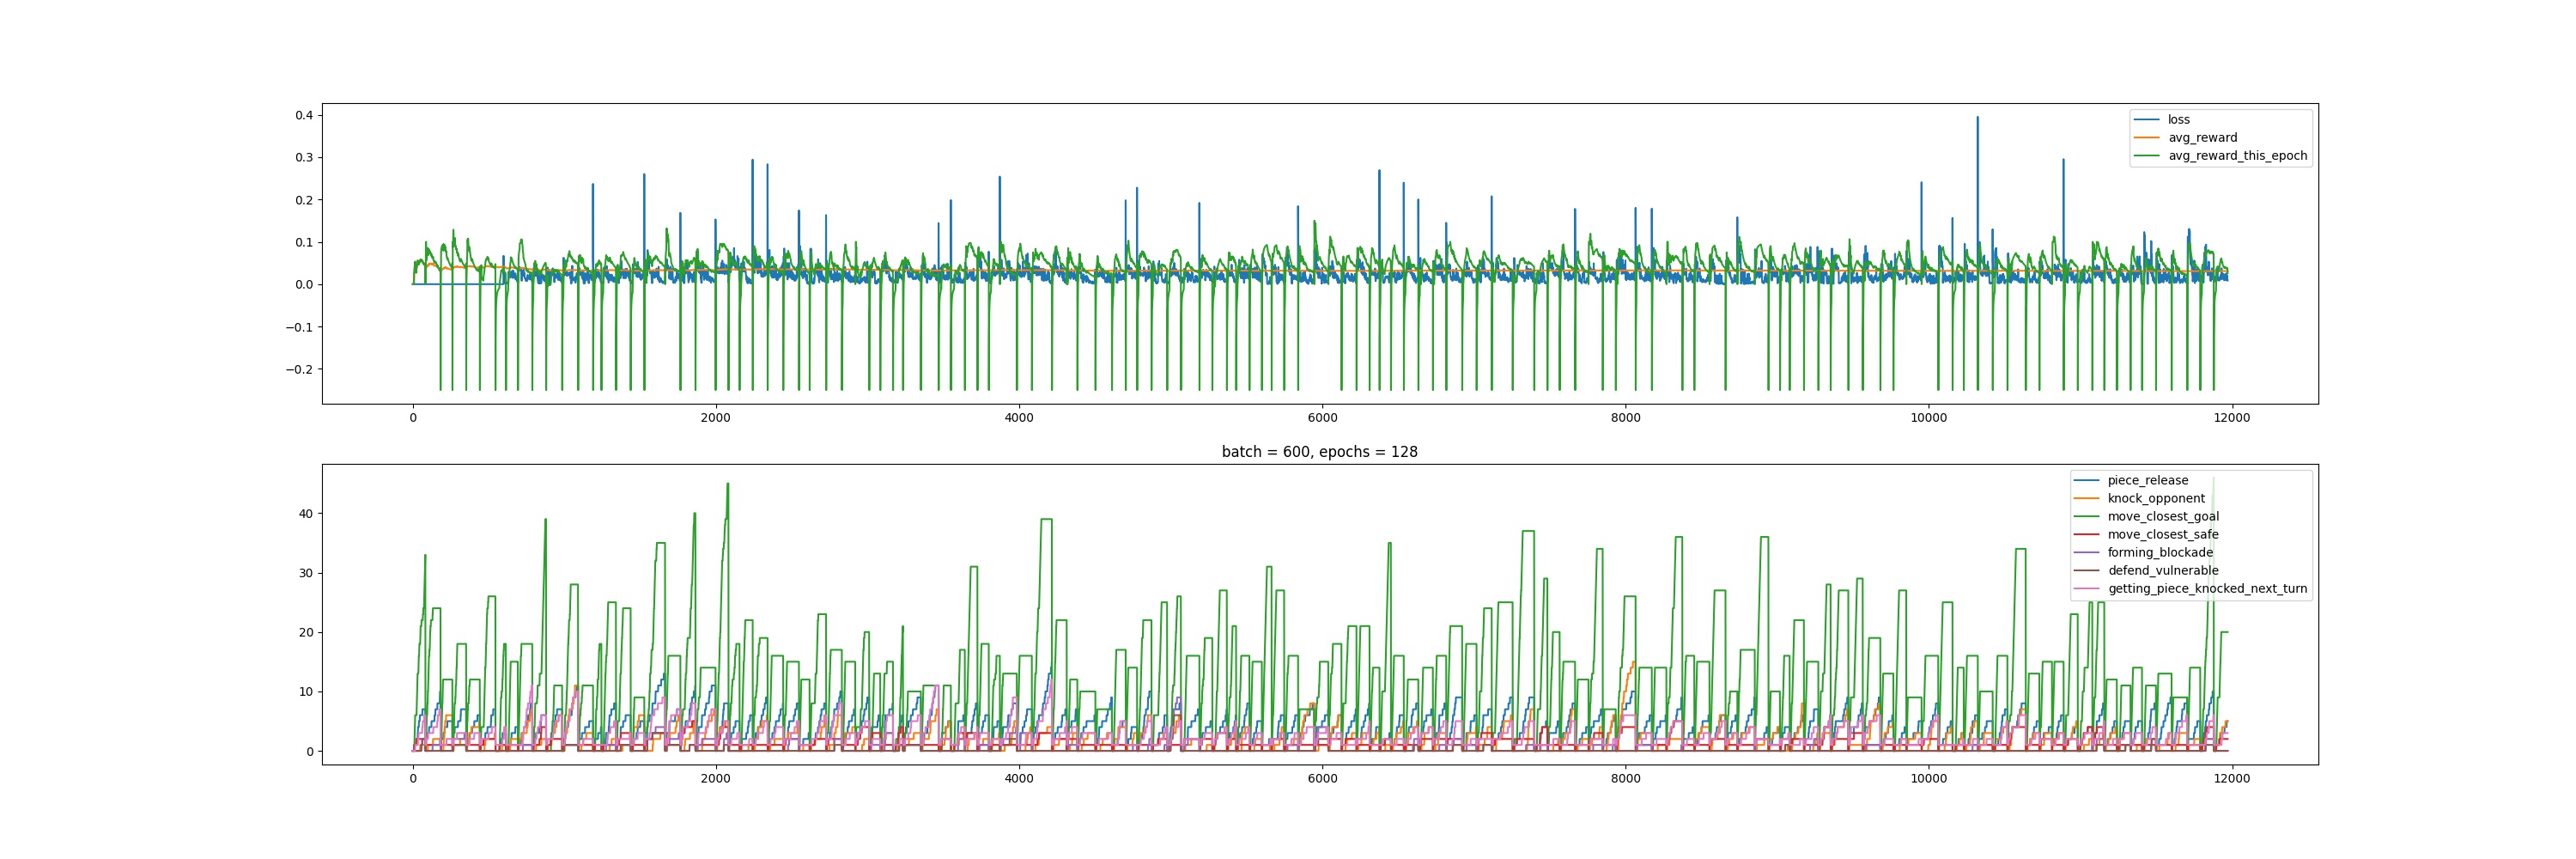 0.4
0.3
0.2
0.1
0.0
−0.1
−0.2
loss
avg_reward
avg_reward_this_epoch
0 2000 4000 6000 8000 10000 12000
batch = 600, epochs = 128
40
30
20
10
0
piece_release
knock_opponent
move_closest_goal
move_closest_safe
forming_blockade
defend_vulnerable
getting_piece_knocked_next_turn
0 2000 4000 6000 8000 10000 12000